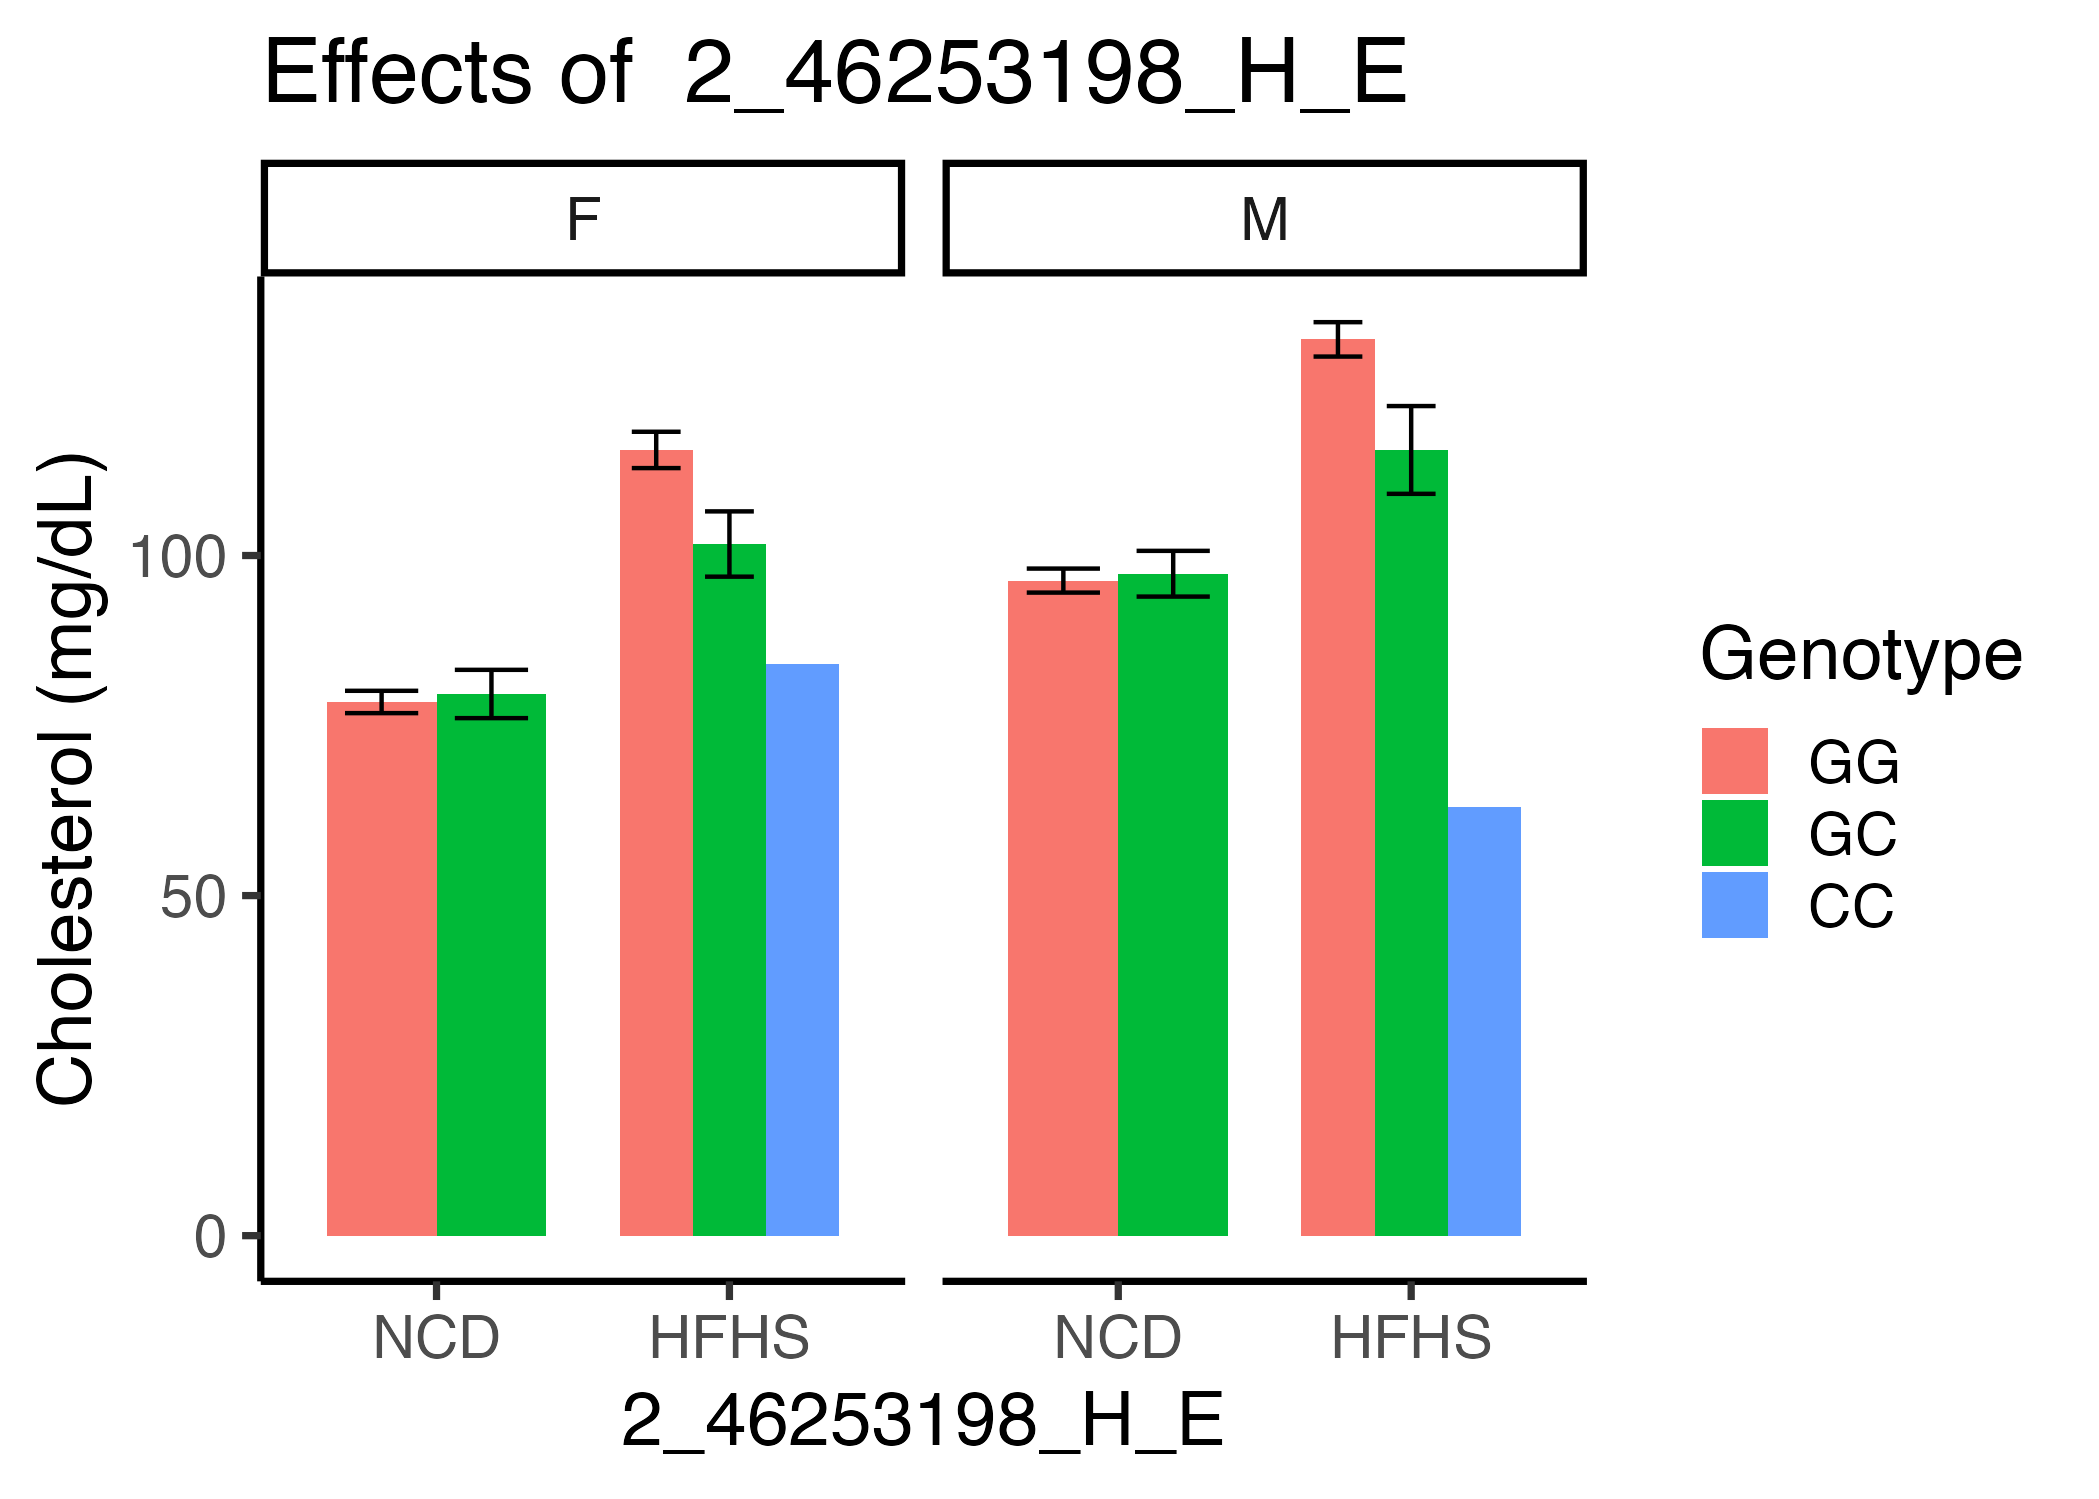 Effects of  2_46253198_H_E
F
M
Cholesterol (mg/dL)
100
50
0
NCD
HFHS
NCD
HFHS
2_46253198_H_E
Genotype
GG
GC
CC